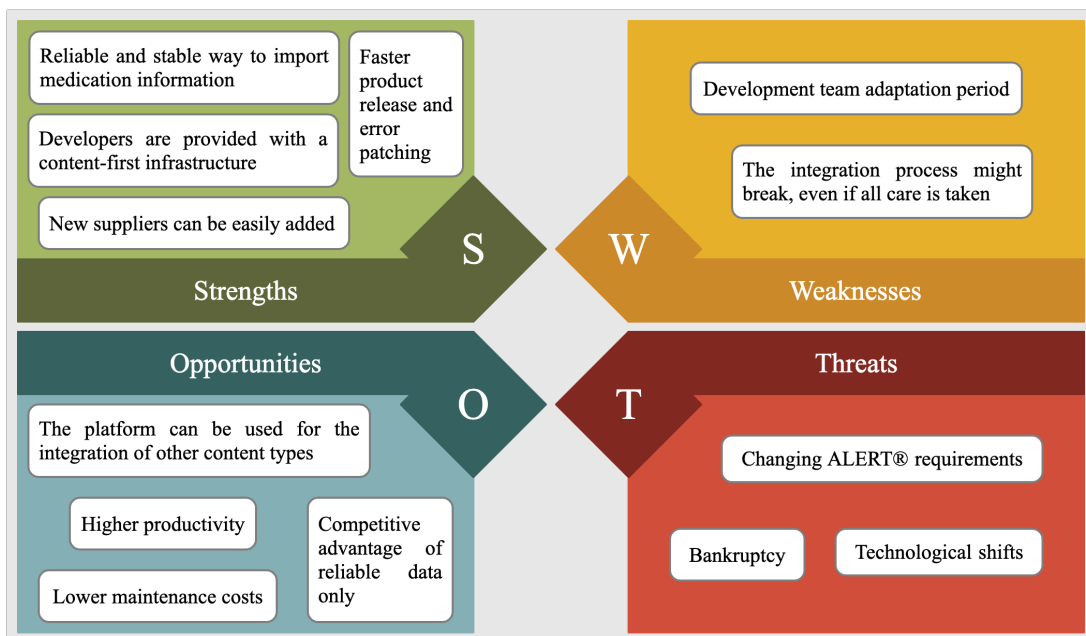 Reliable and stable way to import
medication information
Faster
product
release and
error
patching
Developers are provided with a
content-first infrastructure
New suppliers can be easily added
S
Strengths
Development team adaptation period
The integration process might
break, even if all care is taken
W
Weaknesses
Opportunities
O
The platform can be used for the
integration of other content types
Higher productivity
Competitive
advantage of
reliable data
only
Lower maintenance costs
Threats
T
Changing ALERT® requirements
Bankruptcy
Technological shifts